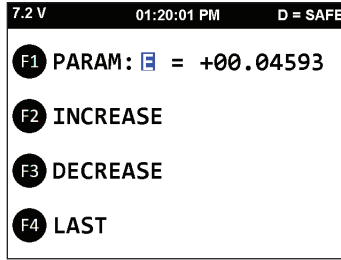 7.2 V 01:20:01 PM D = SAFE
F1 PARAM: E = +00.04593
F2 INCREASE
F3 DECREASE
F4 LAST